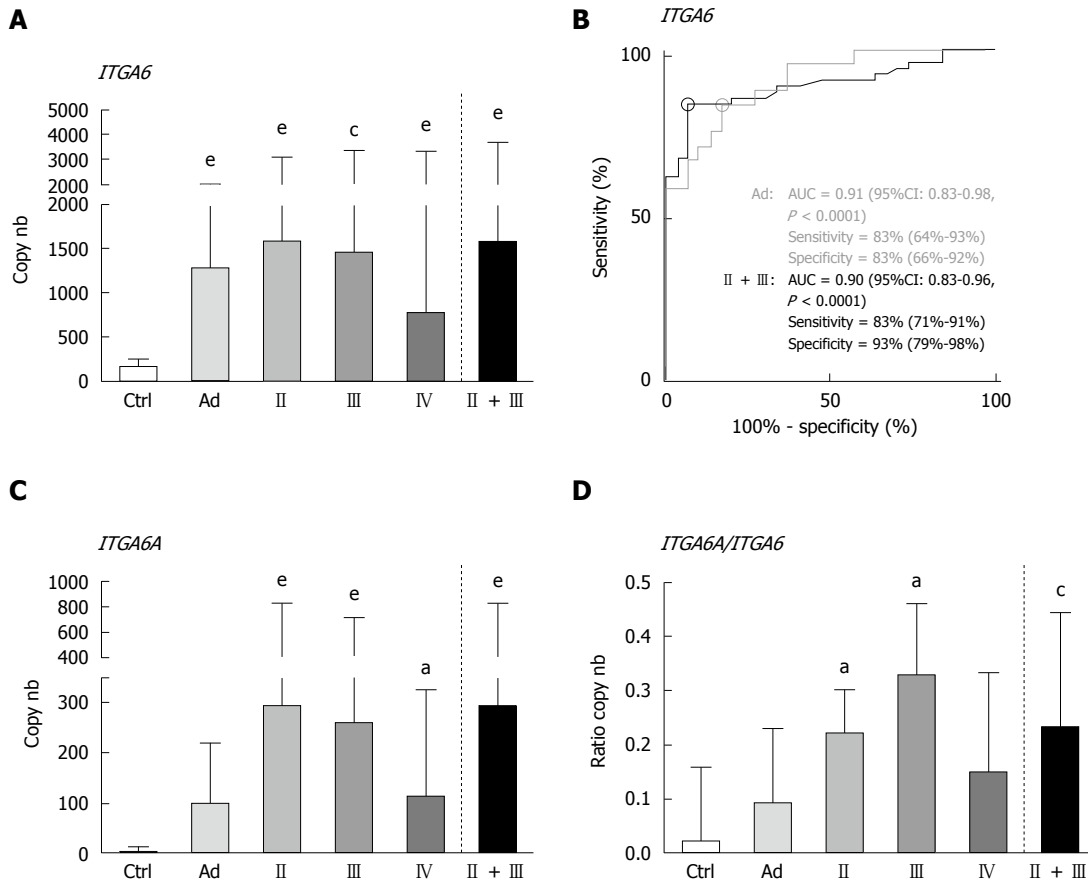 A
ITGA6
5000
4000
3000
2000
2000
1500
1000
500
0
Copy nb
e
e
c
e
e
Ctrl
Ad
II
III
IV
II + III
B
ITGA6
100
50
0
Sensitivity (%)
Ad: AUC = 0.91 (95%CI: 0.83-0.98,
P < 0.0001)
Sensitivity = 83% (64%-93%)
Specificity = 83% (66%-92%)
II + III: AUC = 0.90 (95%CI: 0.83-0.96,
P < 0.0001)
Sensitivity = 83% (71%-91%)
Specificity = 93% (79%-98%)
0
50
100
100% - specificity (%)
C
ITGA6A
1000
800
600
400
300
200
100
0
Copy nb
e
e
a
e
Ctrl
Ad
II
III
IV
II + III
D
ITGA6A/ITGA6
0.5
0.4
0.3
0.2
0.1
0.0
Ratio copy nb
a
a
c
Ctrl
Ad
II
III
IV
II + III